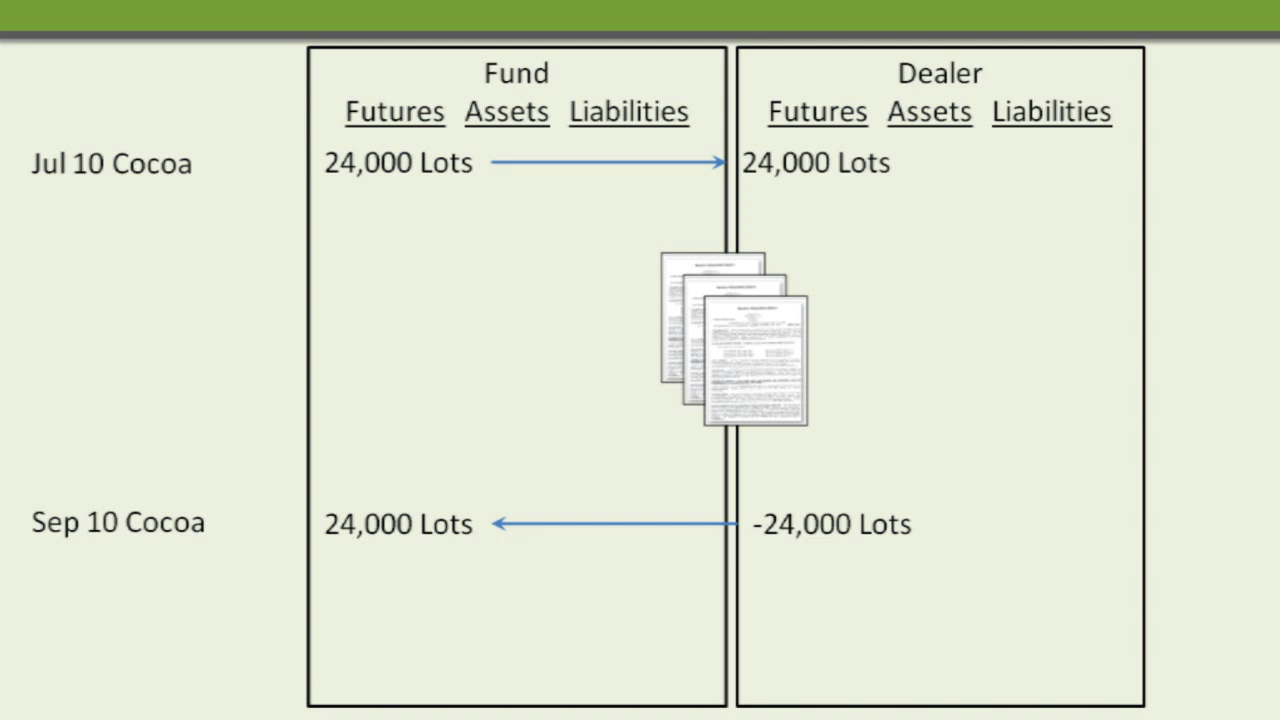 Fund
Dealer
Futures Assets Liabilities
Futures Assets Liabilities
Jul 10 Cocoa
24,000 Lots
24,000 Lots
Sep 10 Cocoa
24,000 Lots
-24,000 Lots